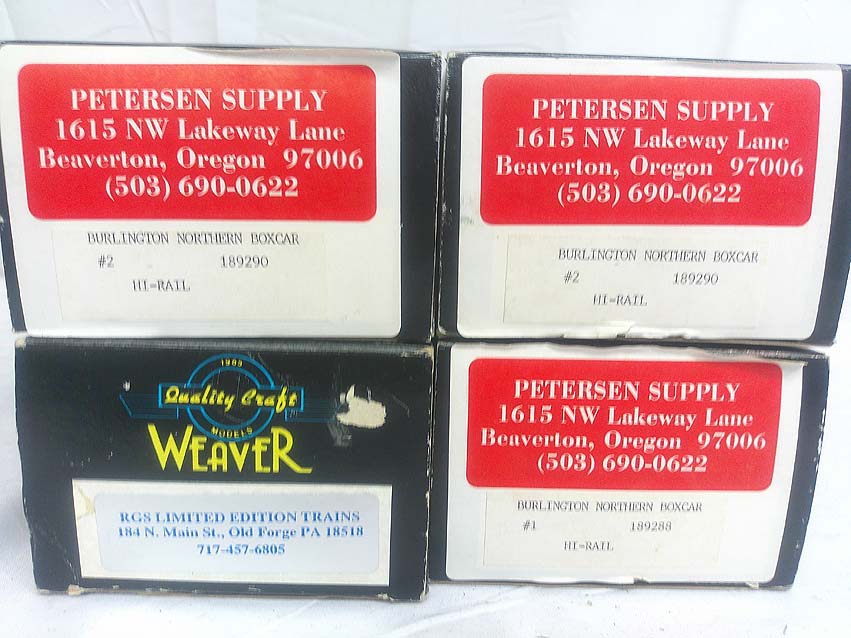 PETERSEN SUPPLY
1615 NW Lakeway Lane
Beaverton, Oregon 97006
(503) 690-0622
BURLINGTON NORTHERN BOXCAR
#2 189290
HI=RAIL
PETERSEN SUPPLY
1615 NW Lakeway Lane
Beaverton, Oregon 97006
(503) 690-0622
BURLINGTON NORTHERN BOXCAR
#2 189290
HI=RAIL
1989
Quality Craft
MODELS
WEAVER
RGS LIMITED EDITION TRAINS
184 N. Main St., Old Forge PA 18518
717-457-6805
PETERSEN SUPPLY
1615 NW Lakeway Lane
Beaverton, Oregon 97006
(503) 690-0622
BURLINGTON NORTHERN BOXCAR
#1 189288
HI=RAIL